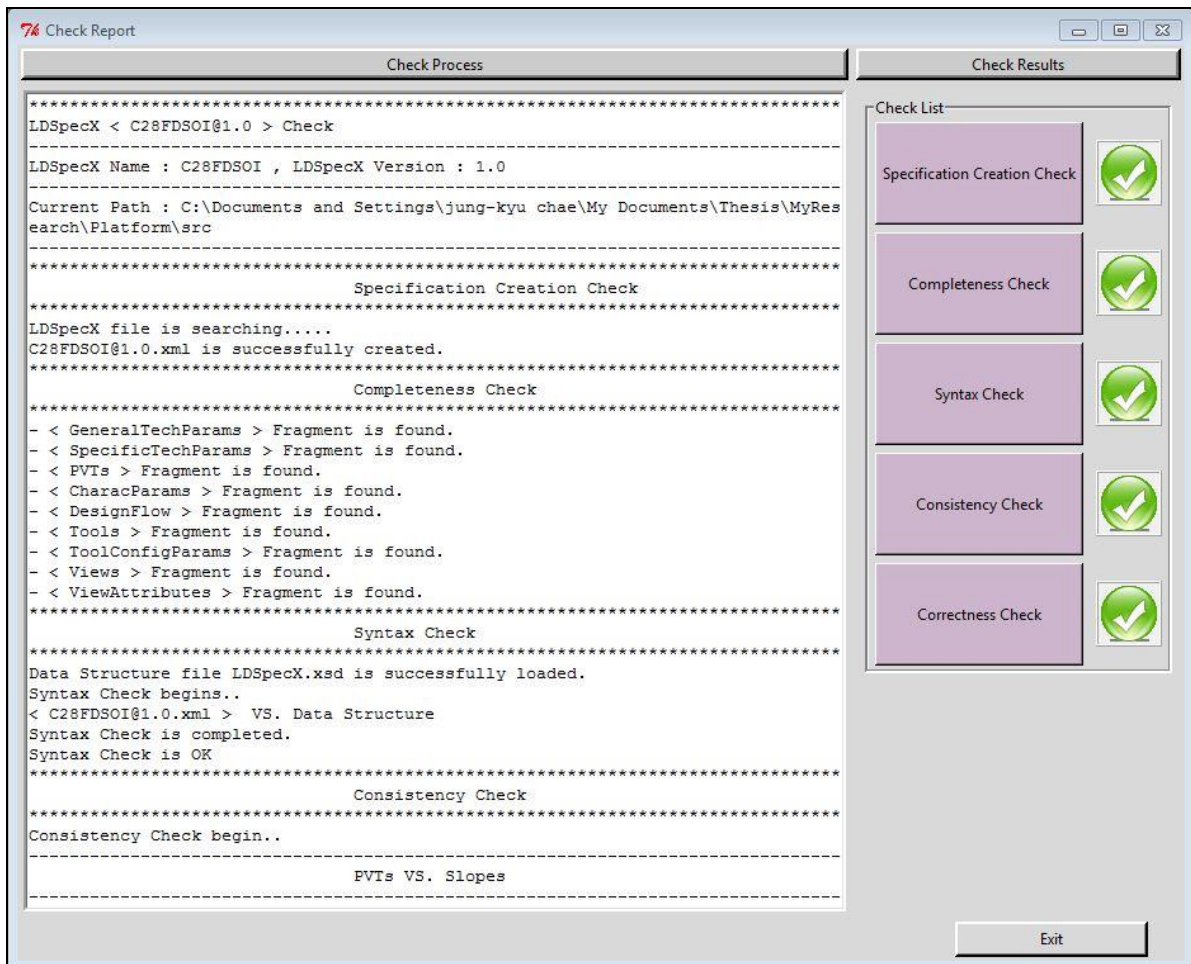 Check Report
Check Process
Check Results
********************************************************************************
LDSpecX < C28FDSOI@1.0 > Check
--------------------------------------------------------------------------------
LDSpecX Name : C28FDSOI , LDSpecX Version : 1.0
--------------------------------------------------------------------------------
Current Path : C:\Documents and Settings\jung-kyu chae\My Documents\Thesis\MyRes
earch\Platform\src
--------------------------------------------------------------------------------
********************************************************************************
Specification Creation Check
********************************************************************************
LDSpecX file is searching.....
C28FDSOI@1.0.xml is successfully created.
********************************************************************************
Completeness Check
********************************************************************************
- < GeneralTechParams > Fragment is found.
- < SpecificTechParams > Fragment is found.
- < PVTs > Fragment is found.
- < CharacParams > Fragment is found.
- < DesignFlow > Fragment is found.
- < Tools > Fragment is found.
- < ToolConfigParams > Fragment is found.
- < Views > Fragment is found.
- < ViewAttributes > Fragment is found.
********************************************************************************
Syntax Check
********************************************************************************
Data Structure file LDSpecX.xsd is successfully loaded.
Syntax Check begins..
< C28FDSOI@1.0.xml >  VS. Data Structure
Syntax Check is completed.
Syntax Check is OK
********************************************************************************
Consistency Check
********************************************************************************
Consistency Check begin..
--------------------------------------------------------------------------------
PVTs VS. Slopes
--------------------------------------------------------------------------------
Check List
Specification Creation Check
Completeness Check
Syntax Check
Consistency Check
Correctness Check
Exit